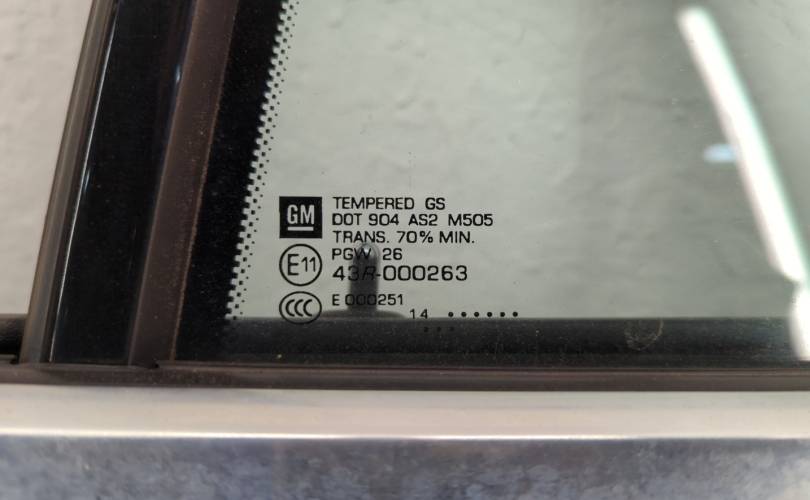 GM
TEMPERED GS
DOT 904 AS2 M505
TRANS. 70% MIN.
PGW 26
E11
43R-000263
CCC
E 000251
14 ••••••
•••